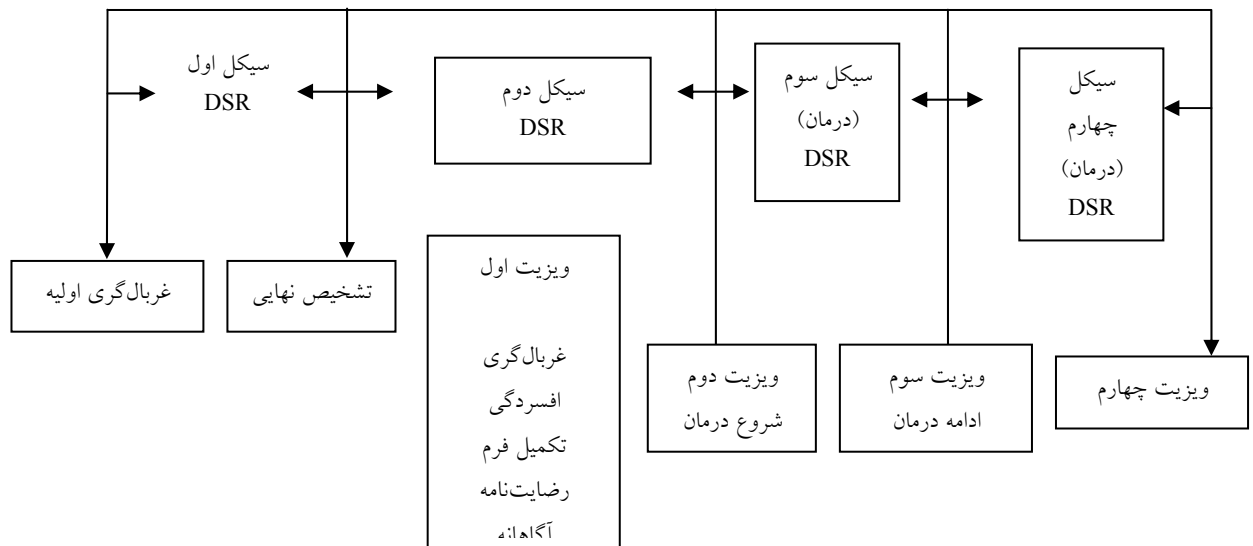 سیکل اول
DSR
سیکل دوم
DSR
سیکل سوم
(درمان)
DSR
سیکل
چهارم
(درمان)
DSR
غربال‌گری اولیه
تشخیص نهایی
ویزیت اول
غربال‌گری
افسردگی
تکمیل فرم
رضایت‌نامه
آگاهانه
ویزیت دوم
شروع درمان
ویزیت سوم
ادامه درمان
ویزیت چهارم